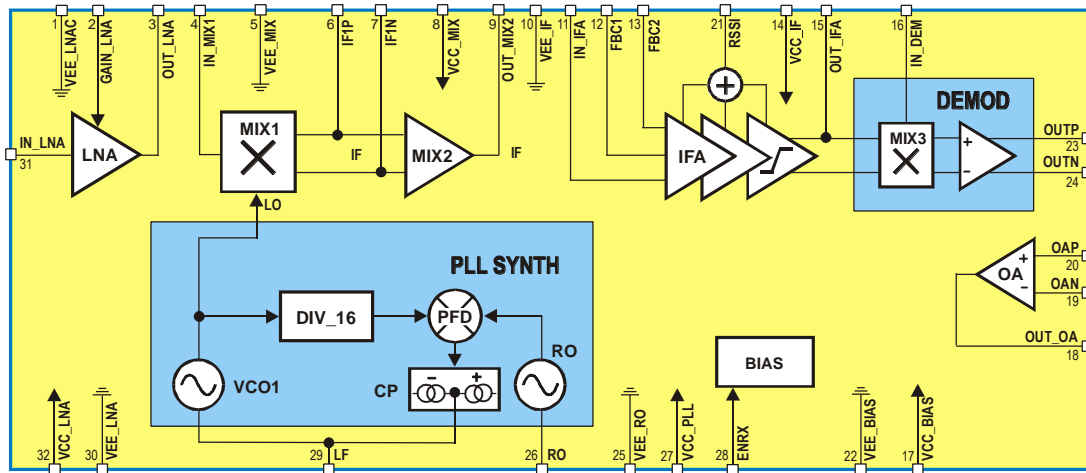 1
VEE_LNAC
2
GAIN_LNA
3
OUT_LNA
4
IN_MIX1
5
VEE_MIX
6
IF1P
7
IF1N
8
VCC_MIX
9
OUT_MIX2
10
VEE_IF
11
IN_IFA
12
FBC1
13
FBC2
21
RSSI
14
VCC_IF
15
OUT_IFA
16
IN_DEM
IN_LNA
31
LNA
MIX1
IF
MIX2
IF
IFA
+
DEMOD
MIX3
+
−
OUTP
23
OUTN
24
LO
PLL SYNTH
DIV_16
PFD
RO
VCO1
CP
−
+
BIAS
OA
+
−
OAP
20
OAN
19
OUT_OA
18
32
VCC_LNA
30
VEE_LNA
29
LF
26
RO
25
VEE_RO
27
VCC_PLL
28
ENRX
22
VEE_BIAS
17
VCC_BIAS